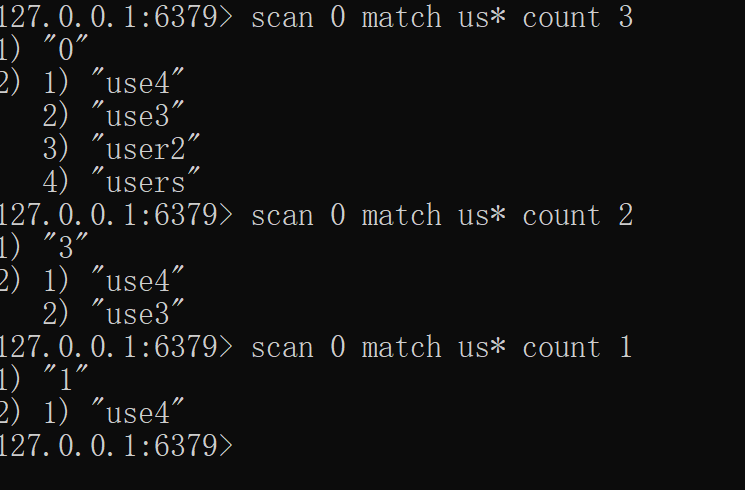 127.0.0.1:6379> scan 0 match us* count 3
1) "0"
2) 1) "use4"
   2) "use3"
   3) "user2"
   4) "users"
127.0.0.1:6379> scan 0 match us* count 2
1) "3"
2) 1) "use4"
   2) "use3"
127.0.0.1:6379> scan 0 match us* count 1
1) "1"
2) 1) "use4"
127.0.0.1:6379>